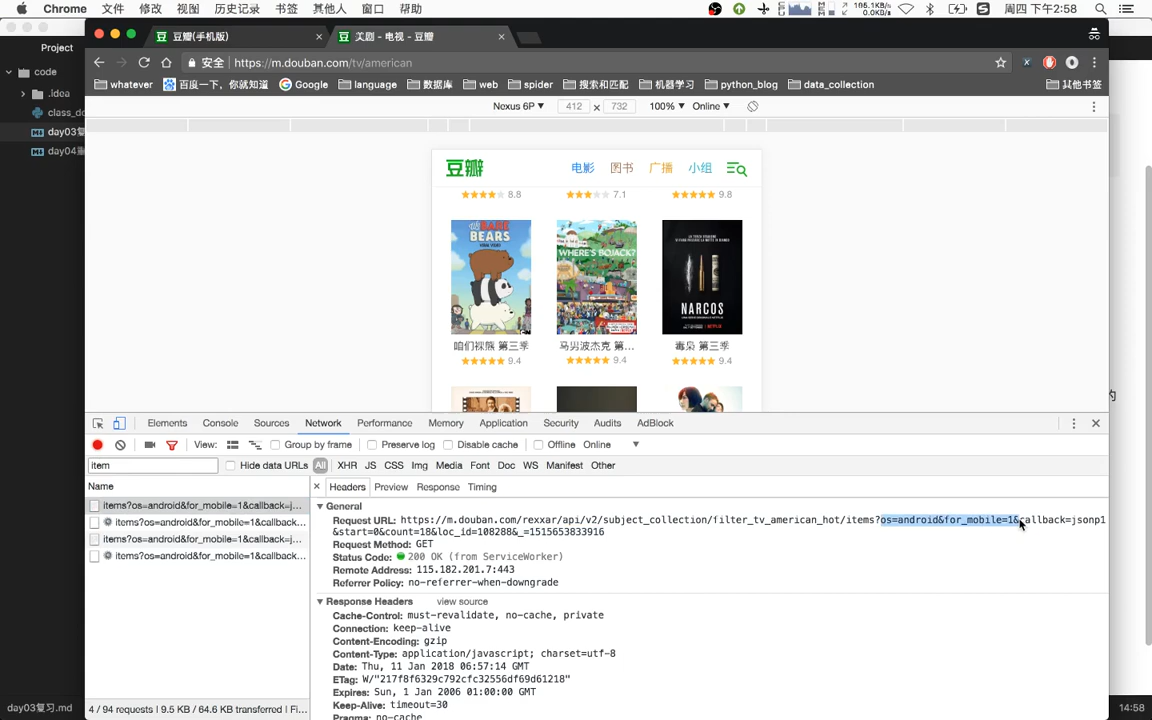 Chrome 文件 修改 视图 历史记录 书签 其他人 窗口 帮助
周四 下午2:58
Project
code
.idea
day03复习.md
豆瓣(手机版)
美剧 - 电视 - 豆瓣
安全 https://m.douban.com/tv/american
whatever 百度一下，你就知道 Google language 数据库 web spider 搜索和匹配 机器学习 python_blog data_collection 其他书签
Nexus 6P 412 × 732 100% Online
豆瓣 电影 图书 广播 小组
8.8 7.1 9.8
BEARS
WHERE'S BOJACK?
NARCOS
咱们裸熊 第三季 马男波杰克 第... 毒枭 第三季
9.4 9.4 9.4
Elements Console Sources Network Performance Memory Application Security Audits AdBlock
View: Group by frame Preserve log Disable cache Offline Online
item Hide data URLs All XHR JS CSS Img Media Font Doc WS Manifest Other
Name
Headers Preview Response Timing
items?os=android&for_mobile=1&callback=j...
items?os=android&for_mobile=1&callback...
items?os=android&for_mobile=1&callback=j...
items?os=android&for_mobile=1&callback...
General
Request URL: https://m.douban.com/rexxar/api/v2/subject_collection/filter_tv_american_hot/items?os=android&for_mobile=1&callback=jsonp1
&start=0&count=18&loc_id=108288&_=1515653833916
Request Method: GET
Status Code: 200 OK (from ServiceWorker)
Remote Address: 115.182.201.7:443
Referrer Policy: no-referrer-when-downgrade
Response Headers view source
Cache-Control: must-revalidate, no-cache, private
Connection: keep-alive
Content-Encoding: gzip
Content-Type: application/javascript; charset=utf-8
Date: Thu, 11 Jan 2018 06:57:14 GMT
ETag: W/"217f8f6329c792cfc32556df69d61218"
Expires: Sun, 1 Jan 2006 01:00:00 GMT
Keep-Alive: timeout=30
Pragma: no-cache
4 / 94 requests | 9.5 KB / 64.6 KB transferred | Fi...
14:58